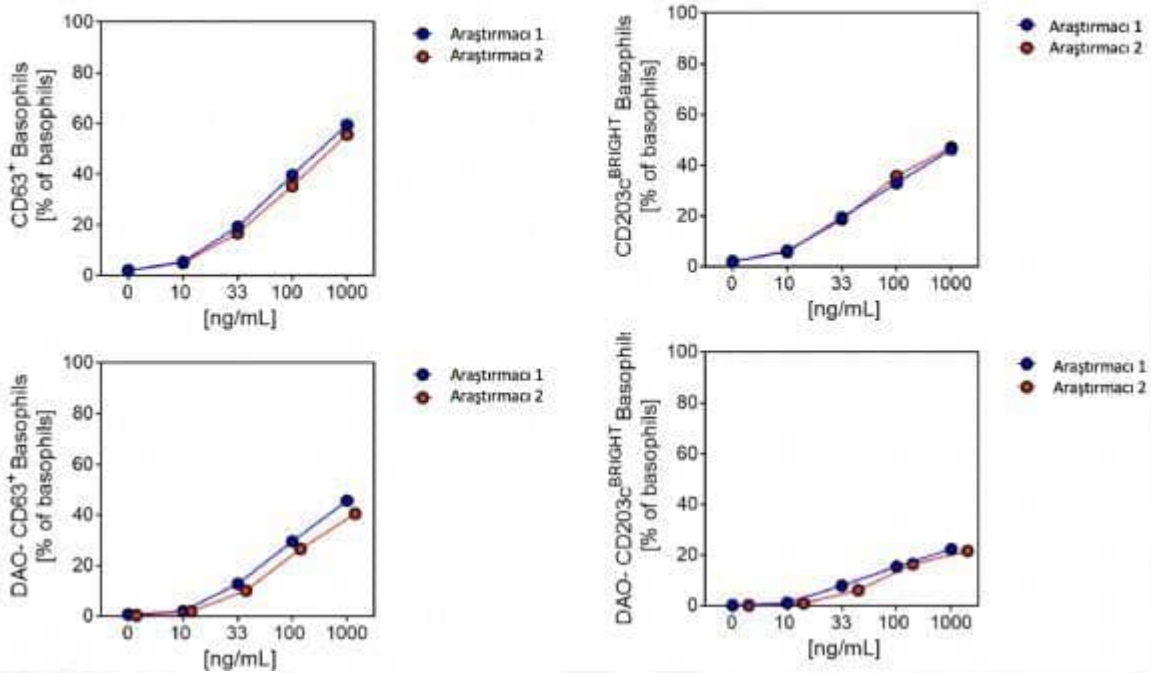 CD63+ Basophils
[% of basophils]
100
80
60
40
20
0
0 10 33 100 1000
[ng/mL]
Araştırmacı 1
Araştırmacı 2
CD203cBRIGHT Basophils
[% of basophils]
100
80
60
40
20
0
0 10 33 100 1000
[ng/mL]
Araştırmacı 1
Araştırmacı 2
DAO- CD63+ Basophils
[% of basophils]
100
80
60
40
20
0
0 10 33 100 1000
[ng/mL]
Araştırmacı 1
Araştırmacı 2
DAO- CD203cBRIGHT Basophils
[% of basophils]
100
80
60
40
20
0
0 10 33 100 1000
[ng/mL]
Araştırmacı 1
Araştırmacı 2